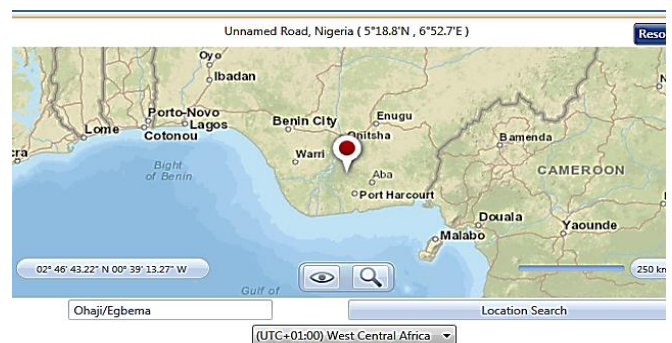 Unnamed Road, Nigeria ( 5°18.8'N , 6°52.7'E )
Reso
Oyo
Ibadan
Porto-Novo
Lagos
Lome
Cotonou
Benin City
Enugu
Onitsha
Bamenda
cra
Bight
of Benin
Warri
Aba
CAMEROON
Port Harcourt
Douala
Yaounde
Malabo
02° 46' 43.22" N 00° 39' 13.27" W
250 km
Gulf of
Ohaji/Egbema
Location Search
(UTC+01:00) West Central Africa